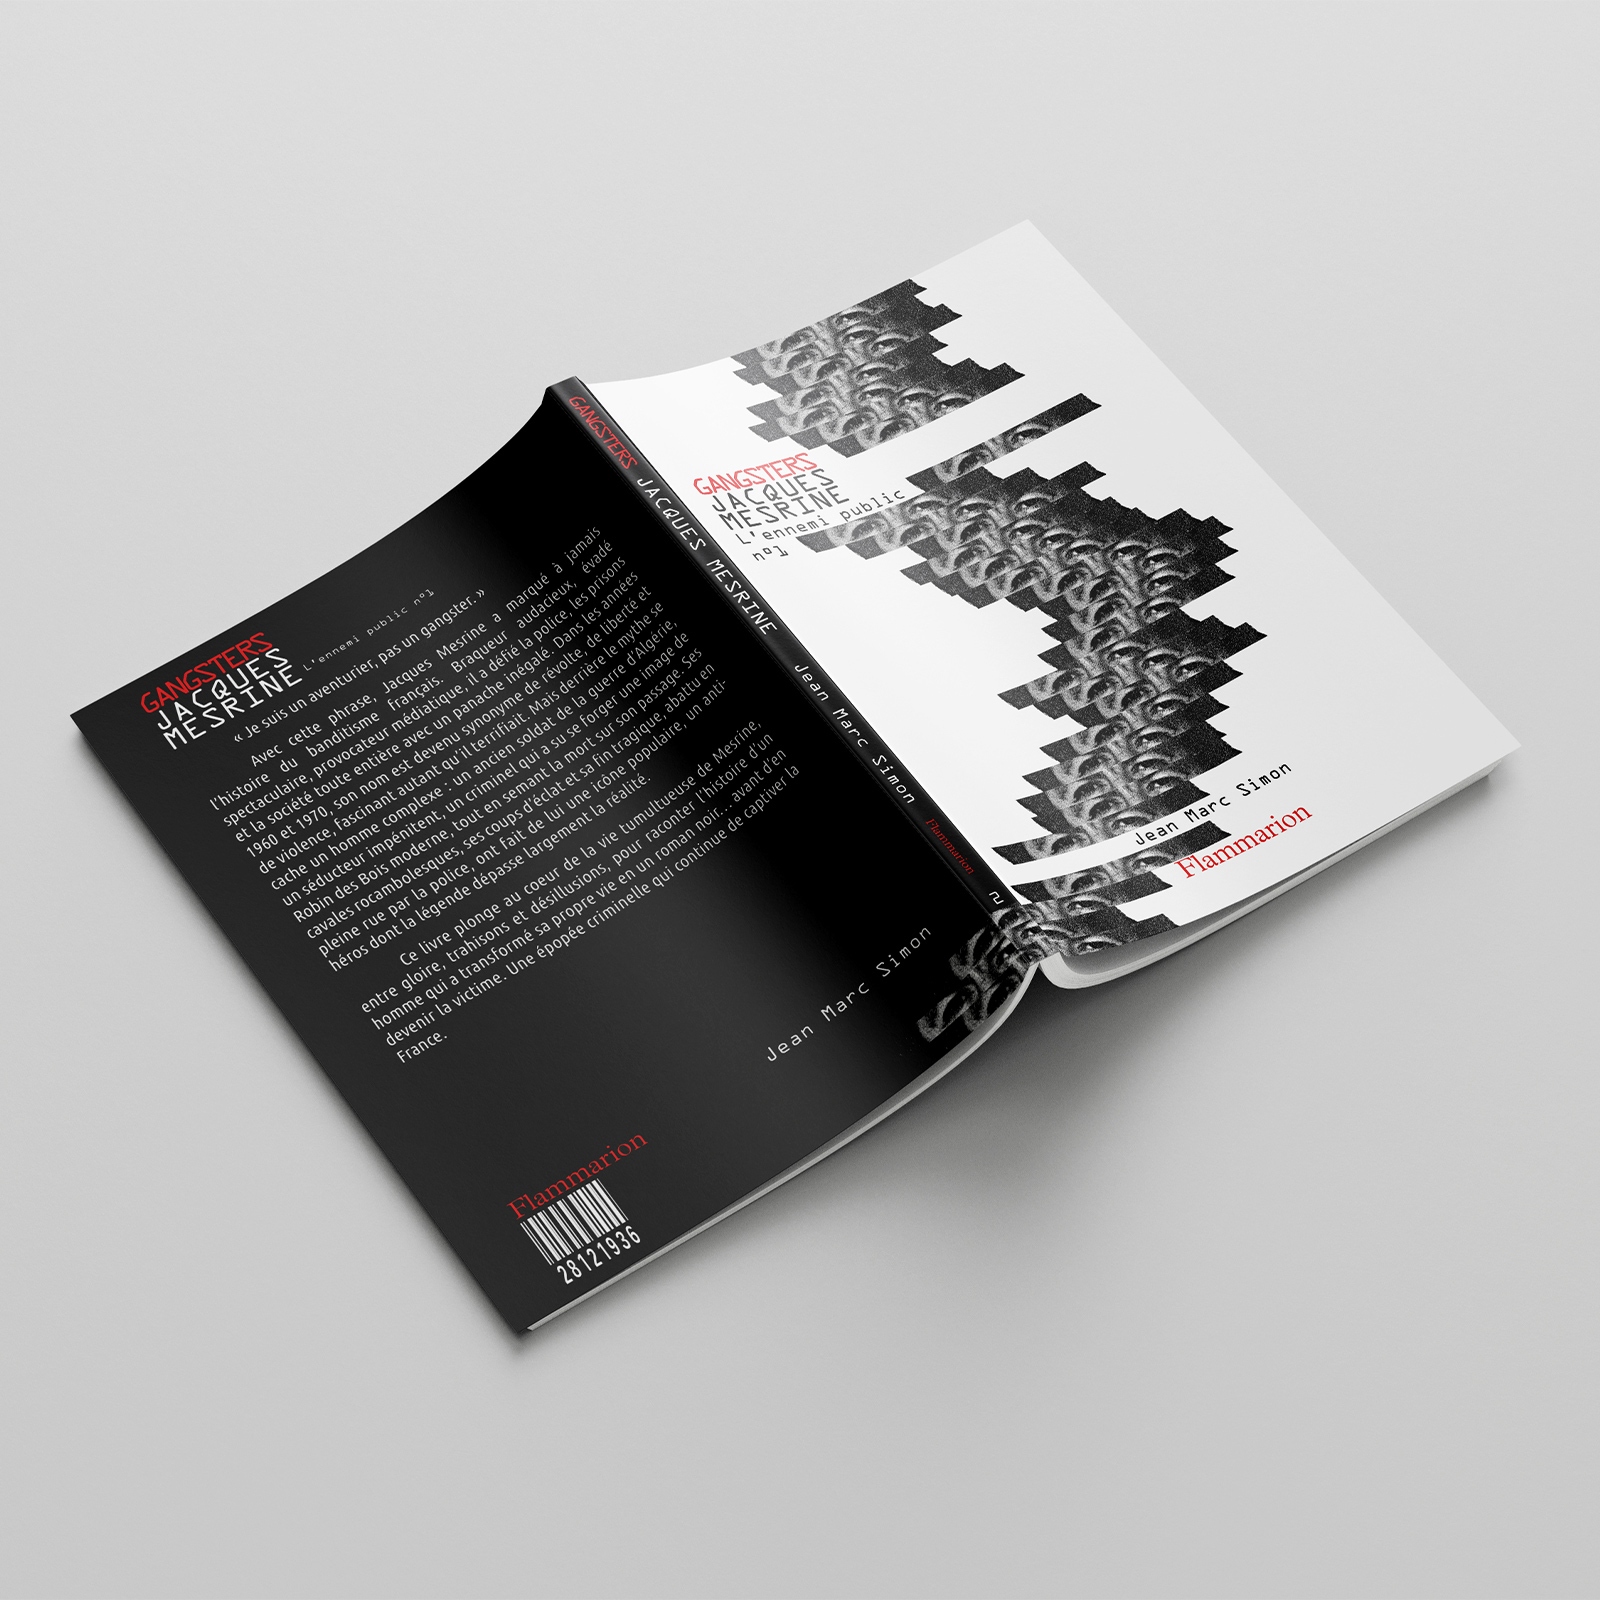 GANGSTERS
JACQUES
MESRINE
L'ennemi public n°1
« Je suis un aventurier, pas un gangster.»
Avec cette phrase, Jacques Mesrine a marqué à jamais
l'histoire du banditisme français. Braqueur audacieux, évadé
spectaculaire, provocateur médiatique, il a défié la police, les prisons
et la société toute entière avec un panache inégalé. Dans les années
1960 et 1970, son nom est devenu synonyme de révolte, de liberté et
de violence, fascinant autant qu'il terrifiait. Mais derrière le mythe se
cache un homme complexe : un ancien soldat de la guerre d'Algérie,
un séducteur impénitent, un criminel qui a su se forger une image de
Robin des Bois moderne, tout en semant la mort sur son passage. Ses
cavales rocambolesques, ses coups d'éclat et sa fin tragique, abattu en
pleine rue par la police, ont fait de lui une icône populaire, un anti-
héros dont la légende dépasse largement la réalité.
Ce livre plonge au coeur de la vie tumultueuse de Mesrine,
entre gloire, trahisons et désillusions, pour raconter l'histoire d'un
homme qui a transformé sa propre vie en un roman noir... avant d'en
devenir la victime. Une épopée criminelle qui continue de captiver la
France.
Jean Marc Simon
Flammarion
28121936
GANGSTERS JACQUES MESRINE Jean Marc Simon Flammarion
GANGSTERS
JACQUES
MESRINE
L'ennemi public
n°1
Jean Marc Simon
Flammarion